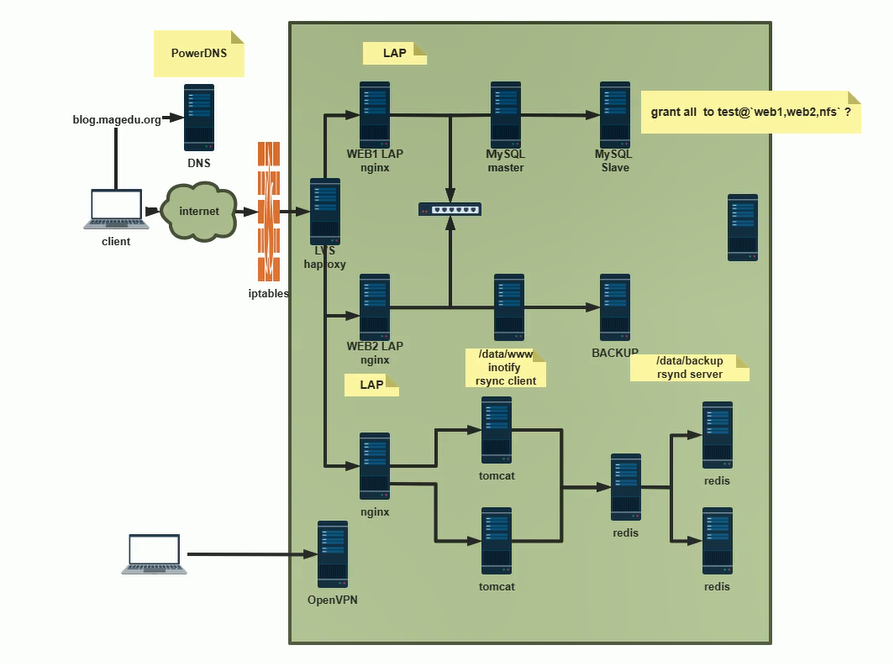 PowerDNS
LAP
blog.magedu.org
grant all  to test@`web1,web2,nfs` ?
DNS
WEB1 LAP
nginx
MySQL
master
MySQL
Slave
internet
client
LVS
haproxy
iptables
WEB2 LAP
nginx
/data/www
inotify
rsync client
BACKUP
/data/backup
rsynd server
LAP
tomcat
redis
nginx
redis
tomcat
redis
OpenVPN